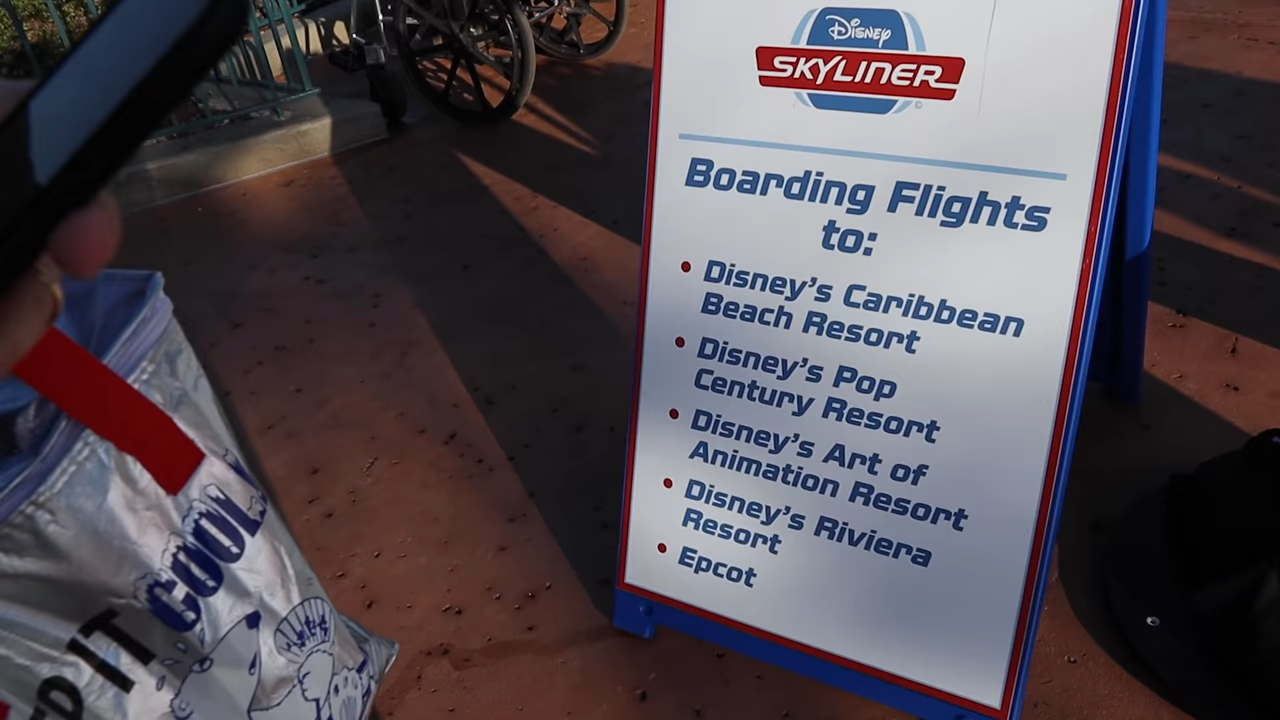 Disney
SKYLINER
Boarding Flights
to:
• Disney's Caribbean
Beach Resort
• Disney's Pop
Century Resort
• Disney's Art of
Animation Resort
• Disney's Riviera
Resort
• Epcot
IT
COOL